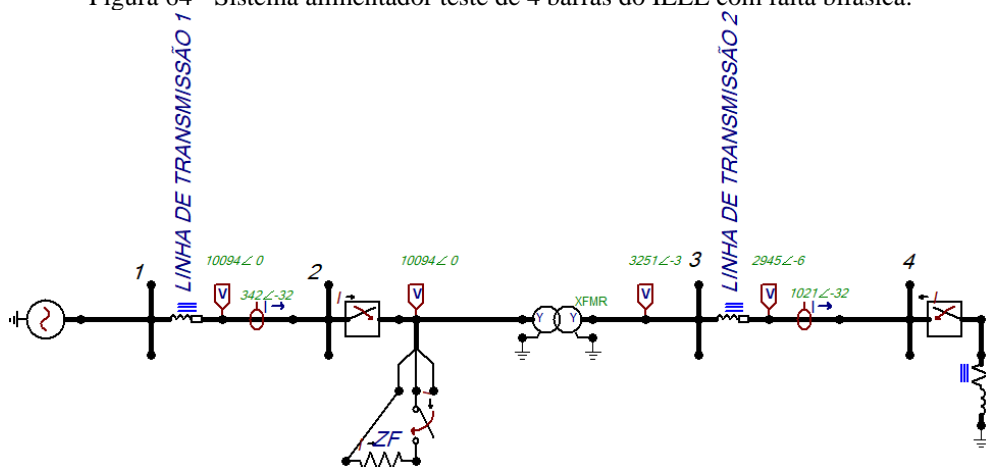 Figura 64 - Sistema alimentador teste de 4 barras do IEEE com falta bifásica.
LINHA DE TRANSMISSÃO 1
LINHA DE TRANSMISSÃO 2
10094∠ 0
10094∠ 0
3251∠-3
2945∠-6
1
2
3
4
342∠-32
I
1021∠-32
I
V
V
V
V
I
XFMR
Y
Y
I
I
I
ZF